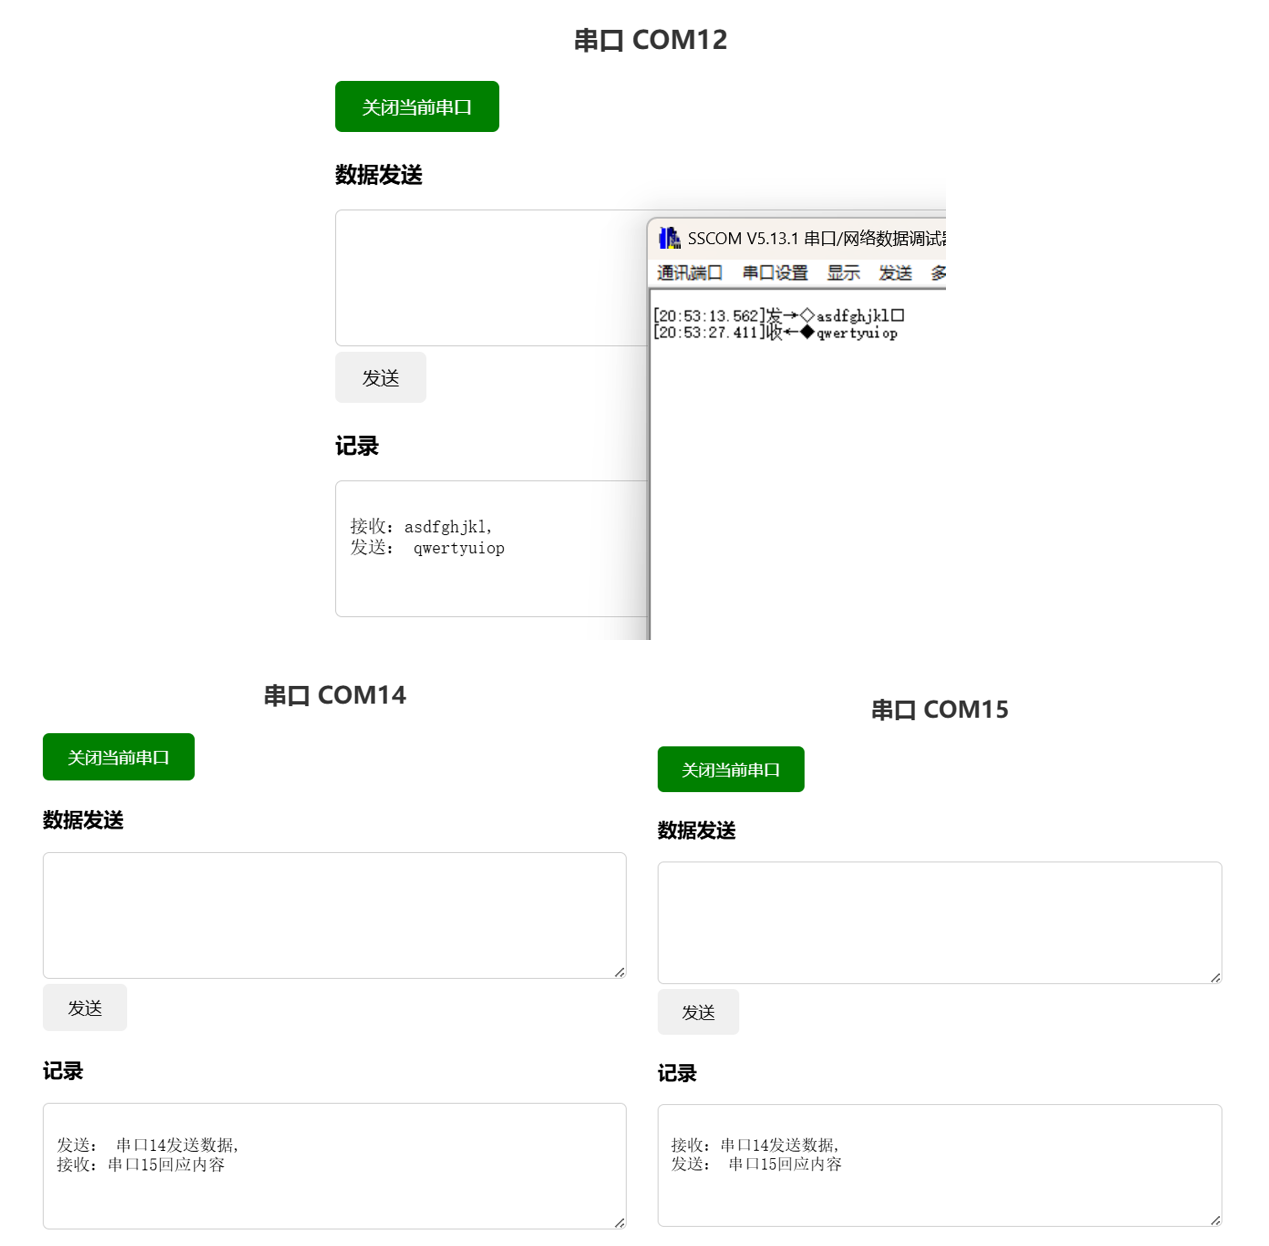 串口 COM12
关闭当前串口
数据发送
发送
记录
接收：asdfghjkl,
发送： qwertyuiop
SSCOM V5.13.1 串口/网络数据调试器
通讯端口 串口设置 显示 发送 多
[20:53:13.562]发→◇asdfghjkl□
[20:53:27.411]收←◆qwertyuiop
串口 COM14
关闭当前串口
数据发送
发送
记录
发送： 串口14发送数据,
接收：串口15回应内容
串口 COM15
关闭当前串口
数据发送
发送
记录
接收：串口14发送数据,
发送： 串口15回应内容